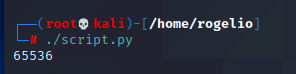 ┌──(root💀kali)-[/home/rogelio]
└─# ./script.py
65536